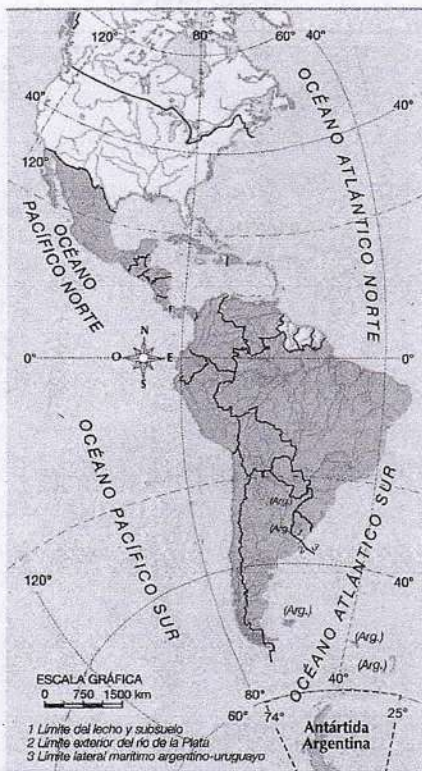 120°
80°
60°
40°
40°
40°
120°
OCÉANO ATLÁNTICO NORTE
OCÉANO
PACÍFICO NORTE
N
O
E
S
0°
0°
OCÉANO PACÍFICO SUR
OCÉANO ATLÁNTICO SUR
(Arg.)
(Arg.)
1
2
3
120°
40°
(Arg.)
(Arg.)
(Arg.)
ESCALA GRÁFICA
0 750 1500 km
80°
60°
74°
40°
25°
Antártida
Argentina
1 Límite del lecho y subsuelo
2 Límite exterior del río de la Plata
3 Límite lateral marítimo argentino-uruguayo